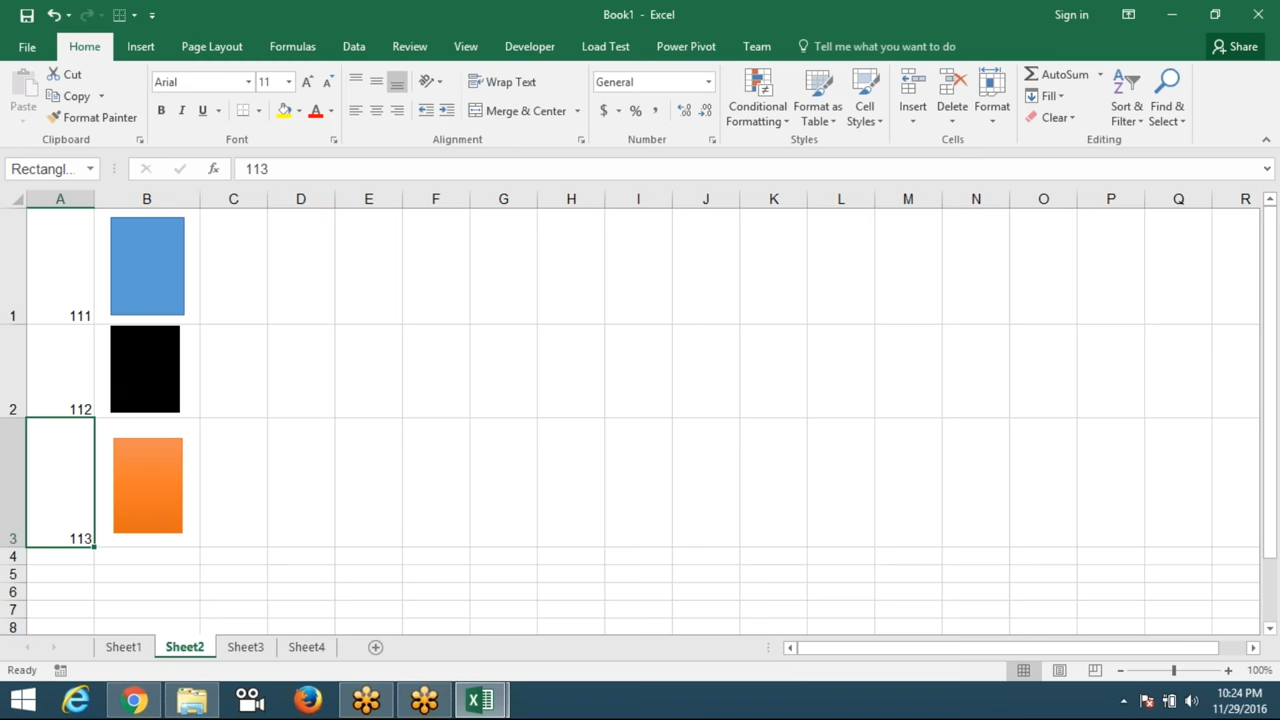 Book1 - Excel
Sign in
File Home Insert Page Layout Formulas Data Review View Developer Load Test Power Pivot Team Tell me what you want to do Share
Paste
Cut
Copy
Format Painter
Clipboard
Arial 11
B I U
Font
Wrap Text
Merge & Center
Alignment
General
$ % ,
Number
Conditional Formatting
Format as Table
Cell Styles
Styles
Insert Delete Format
Cells
AutoSum
Fill
Clear
Sort & Filter
Find & Select
Editing
Rectangl... fx 113
A B C D E F G H I J K L M N O P Q R
1 111
2 112
3 113
4
5
6
7
8
Sheet1 Sheet2 Sheet3 Sheet4
Ready 100%
10:24 PM
11/29/2016